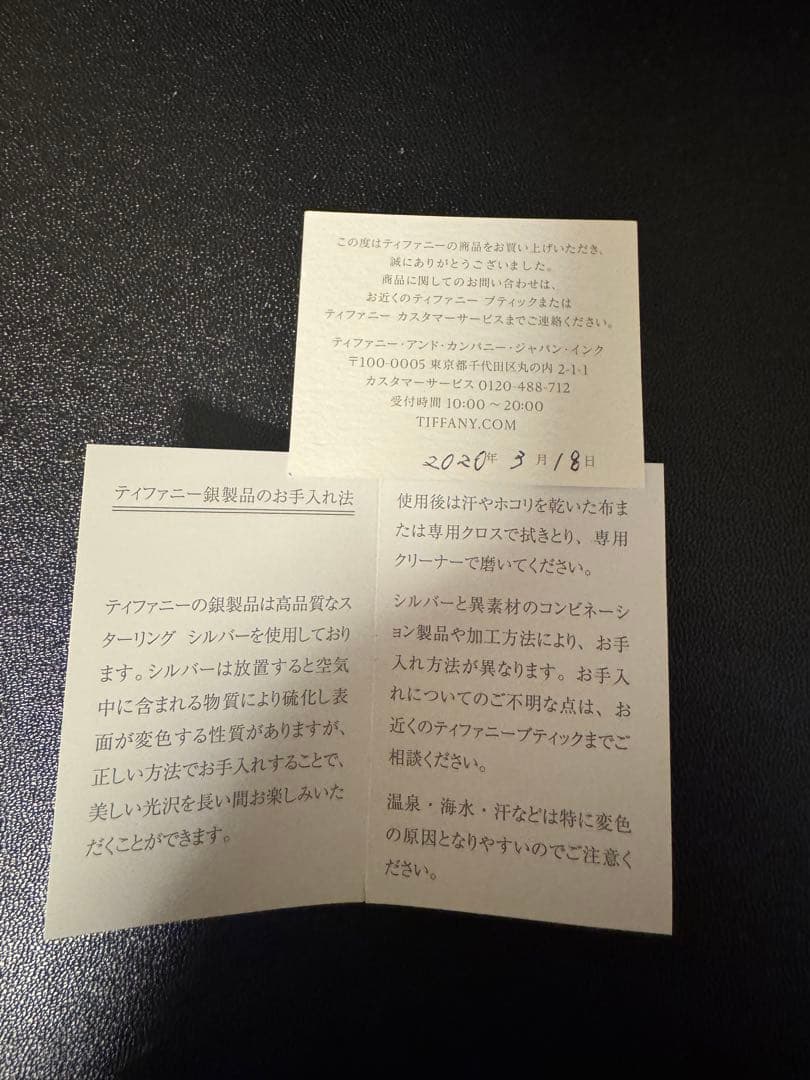 この度はティファニーの商品をお買い上げいただき、
誠にありがとうございました。
商品に関してのお問い合わせは、
お近くのティファニー ブティックまたは
ティファニー カスタマーサービスまでご連絡ください。
ティファニー・アンド・カンパニー・ジャパン・インク
〒100-0005 東京都千代田区丸の内 2-1-1
カスタマーサービス 0120-488-712
受付時間 10:00 ～ 20:00
TIFFANY.COM
2020年 3月 18日
ティファニー銀製品のお手入れ法
ティファニーの銀製品は高品質なス
ターリング シルバーを使用しており
ます。シルバーは放置すると空気
中に含まれる物質により硫化し表
面が変色する性質がありますが、
正しい方法でお手入れすることで、
美しい光沢を長い間お楽しみいた
だくことができます。
使用後は汗やホコリを乾いた布ま
たは専用クロスで拭きとり、専用
クリーナーで磨いてください。
シルバーと異素材のコンビネーシ
ョン製品や加工方法により、お手
入れ方法が異なります。お手入
れについてのご不明な点は、お
近くのティファニーブティックまでご
相談ください。
温泉・海水・汗などは特に変色
の原因となりやすいのでご注意く
ださい。